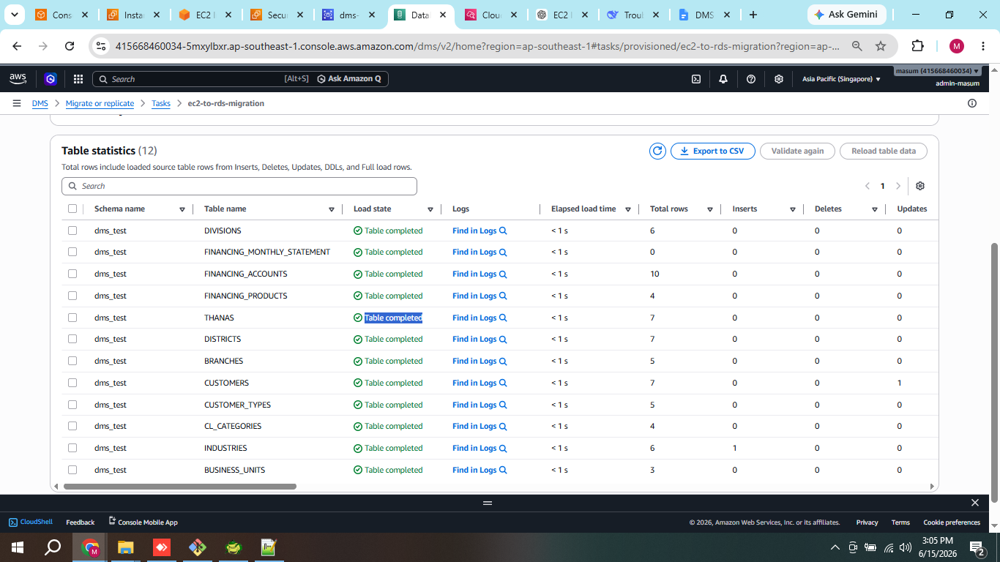 Cons
Instan
EC2 I
Secur
dms-
Data
Clou
EC2 I
Troul
DMS
Ask Gemini
415668460034-5mxylbxr.ap-southeast-1.console.aws.amazon.com/dms/v2/home?region=ap-southeast-1#tasks/provisioned/ec2-to-rds-migration?region=ap-...
M
aws
Search
[Alt+S]
Ask Amazon Q
Asia Pacific (Singapore)
masum (415668460034)
admin-masum
DMS
Migrate or replicate
Tasks
ec2-to-rds-migration
Table statistics (12)
Export to CSV
Validate again
Reload table data
Total rows include loaded source table rows from Inserts, Deletes, Updates, DDLs, and Full load rows.
Search
1
Schema name Table name Load state Logs Elapsed load time Total rows Inserts Deletes Updates
dms_test DIVISIONS Table completed Find in Logs < 1 s 6 0 0 0
dms_test FINANCING_MONTHLY_STATEMENT Table completed Find in Logs < 1 s 0 0 0 0
dms_test FINANCING_ACCOUNTS Table completed Find in Logs < 1 s 10 0 0 0
dms_test FINANCING_PRODUCTS Table completed Find in Logs < 1 s 4 0 0 0
dms_test THANAS Table completed Find in Logs < 1 s 7 0 0 0
dms_test DISTRICTS Table completed Find in Logs < 1 s 7 0 0 0
dms_test BRANCHES Table completed Find in Logs < 1 s 5 0 0 0
dms_test CUSTOMERS Table completed Find in Logs < 1 s 7 0 0 1
dms_test CUSTOMER_TYPES Table completed Find in Logs < 1 s 5 0 0 0
dms_test CL_CATEGORIES Table completed Find in Logs < 1 s 4 0 0 0
dms_test INDUSTRIES Table completed Find in Logs < 1 s 6 1 0 0
dms_test BUSINESS_UNITS Table completed Find in Logs < 1 s 3 0 0 0
CloudShell
Feedback
Console Mobile App
© 2026, Amazon Web Services, Inc. or its affiliates.
Privacy
Terms
Cookie preferences
M
3:05 PM
6/15/2026
2